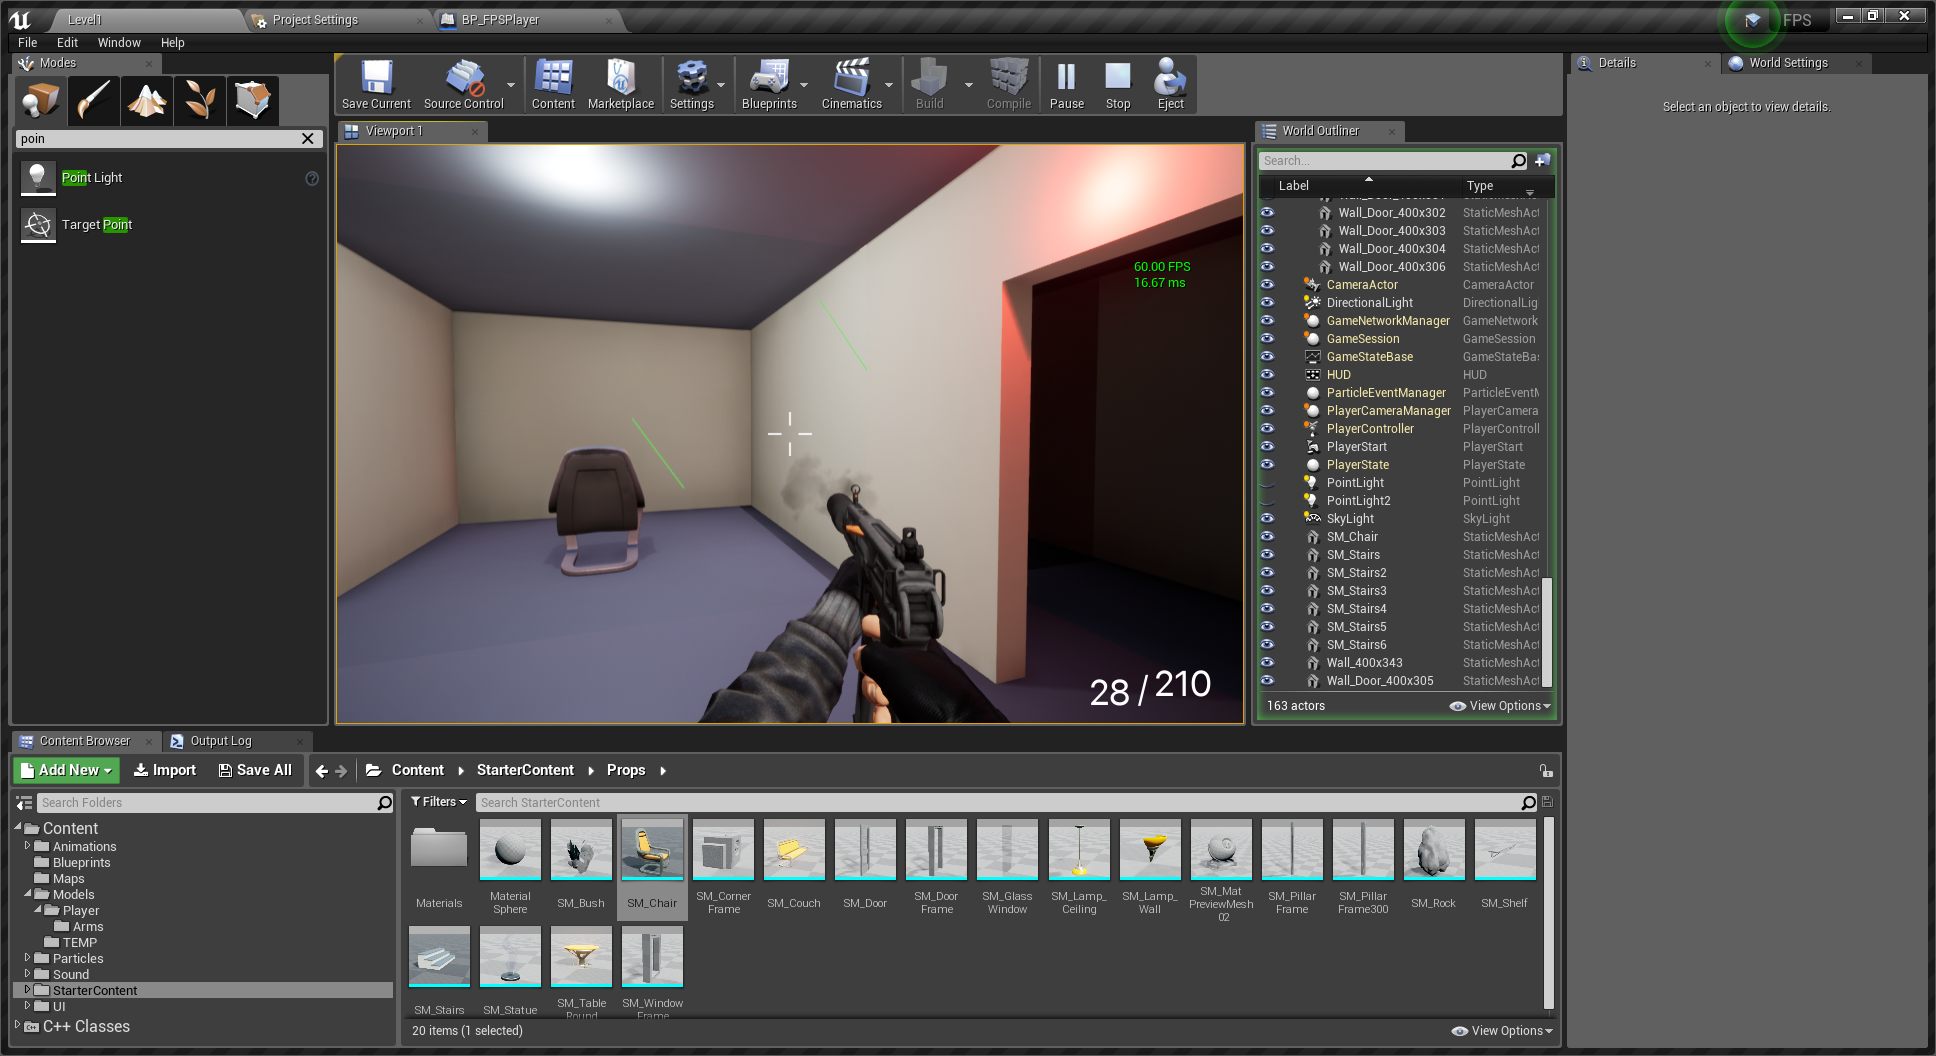 Level1
Project Settings
BP_FPSPlayer
FPS
File Edit Window Help
Modes
Save Current
Source Control
Content
Marketplace
Settings
Blueprints
Cinematics
Build
Compile
Pause
Stop
Eject
Details
World Settings
Select an object to view details.
poin
Point Light
Target Point
Viewport 1
60.00 FPS
16.67 ms
28 / 210
World Outliner
Search...
Label Type
Wall_Door_400x302 StaticMeshAct
Wall_Door_400x303 StaticMeshAct
Wall_Door_400x304 StaticMeshAct
Wall_Door_400x306 StaticMeshAct
CameraActor CameraActor
DirectionalLight DirectionalLig
GameNetworkManager GameNetwork
GameSession GameSession
GameStateBase GameStateBas
HUD HUD
ParticleEventManager ParticleEventM
PlayerCameraManager PlayerCamera
PlayerController PlayerControll
PlayerStart PlayerStart
PlayerState PlayerState
PointLight PointLight
PointLight2 PointLight
SkyLight SkyLight
SM_Chair StaticMeshAct
SM_Stairs StaticMeshAct
SM_Stairs2 StaticMeshAct
SM_Stairs3 StaticMeshAct
SM_Stairs4 StaticMeshAct
SM_Stairs5 StaticMeshAct
SM_Stairs6 StaticMeshAct
Wall_400x343 StaticMeshAct
Wall_Door_400x305 StaticMeshAct
163 actors
View Options
Content Browser
Output Log
Add New
Import
Save All
Content
StarterContent
Props
Search Folders
Content
Animations
Blueprints
Maps
Models
Player
Arms
TEMP
Particles
Sound
StarterContent
UI
C++ Classes
Filters
Search StarterContent
Materials
Material
Sphere
SM_Bush
SM_Chair
SM_Corner
Frame
SM_Couch
SM_Door
SM_Door
Frame
SM_Glass
Window
SM_Lamp_
Ceiling
SM_Lamp_
Wall
SM_Mat
PreviewMesh
02
SM_Pillar
Frame
SM_Pillar
Frame300
SM_Rock
SM_Shelf
SM_Stairs
SM_Statue
SM_Table
Round
SM_Window
Frame
20 items (1 selected)
View Options